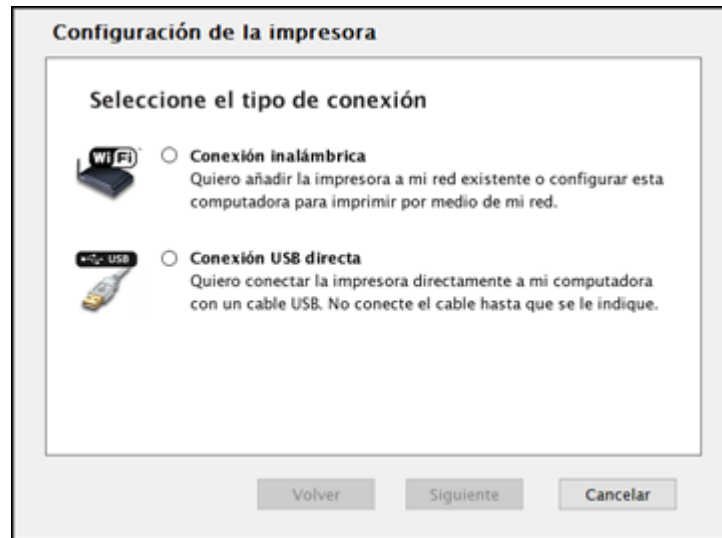 Configuración de la impresora
Seleccione el tipo de conexión
Wi Fi
Conexión inalámbrica
Quiero añadir la impresora a mi red existente o configurar esta
computadora para imprimir por medio de mi red.
USB
Conexión USB directa
Quiero conectar la impresora directamente a mi computadora
con un cable USB. No conecte el cable hasta que se le indique.
Volver
Siguiente
Cancelar